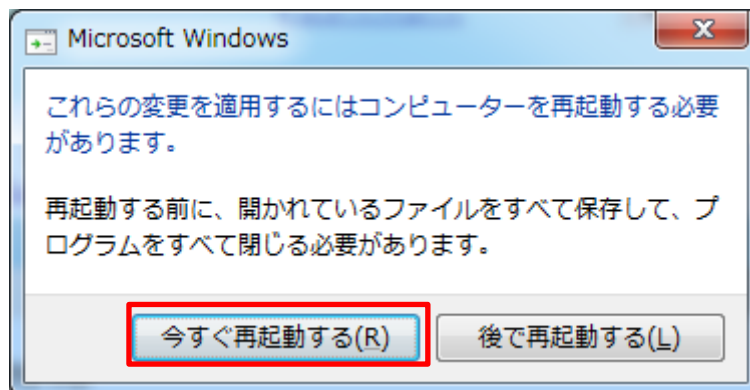 Microsoft Windows
これらの変更を適用するにはコンピューターを再起動する必要
があります。
再起動する前に、開かれているファイルをすべて保存して、プ
ログラムをすべて閉じる必要があります。
今すぐ再起動する(R)
後で再起動する(L)